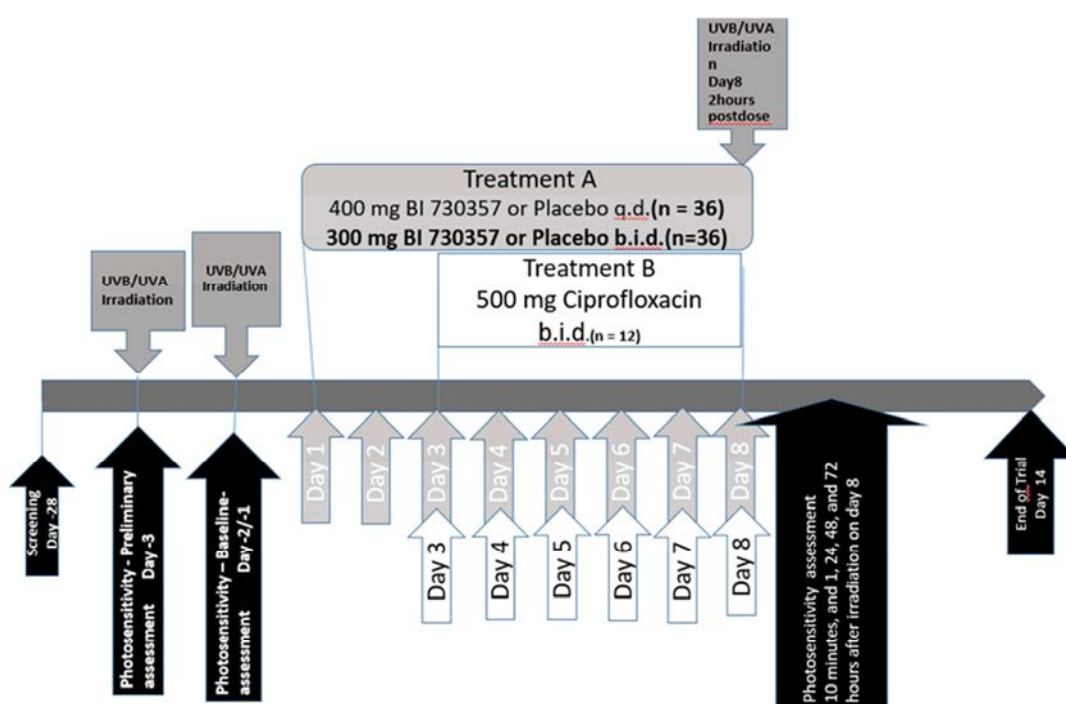 UVB/UVA
Irradiatio
n
Day8
2hours
postdose
Treatment A
400 mg BI 730357 or Placebo q.d.(n = 36)
300 mg BI 730357 or Placebo b.i.d.(n=36)
Treatment B
500 mg Ciprofloxacin
b.i.d.(n = 12)
UVB/UVA
Irradiation
UVB/UVA
Irradiation
Screening
Day -28
Photosensitivity - Preliminary
assessment Day -3
Photosensitivity – Baseline-
assessment Day -2/-1
Day 1
Day 2
Day 3
Day 4
Day 5
Day 6
Day 7
Day 8
Day 3
Day 4
Day 5
Day 6
Day 7
Day 8
Photosensitivity assessment
10 minutes, and 1, 24, 48, and 72
hours after irradiation on day 8
End of Trial
Day 14